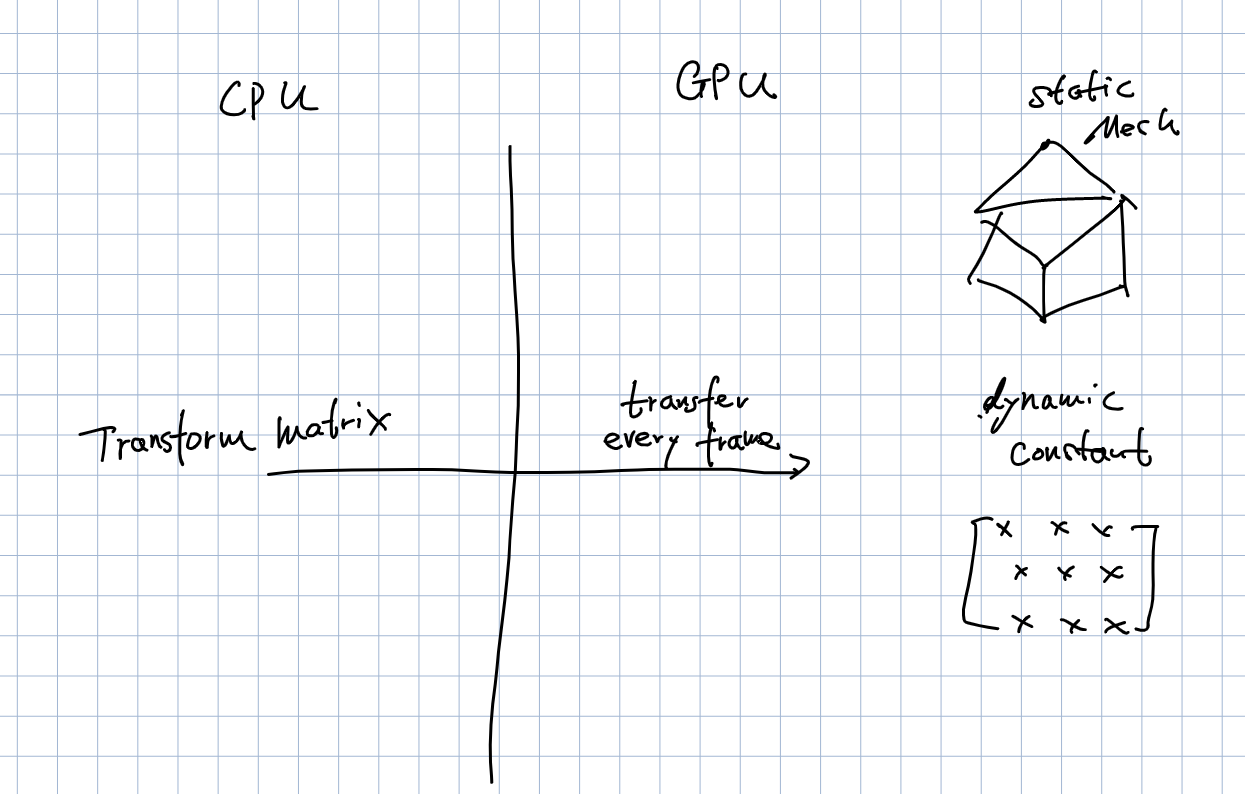 CPU
GPU
static
Mesh
Transform matrix
transfer
every frame
dynamic
constant
x x x
x x x
x x x